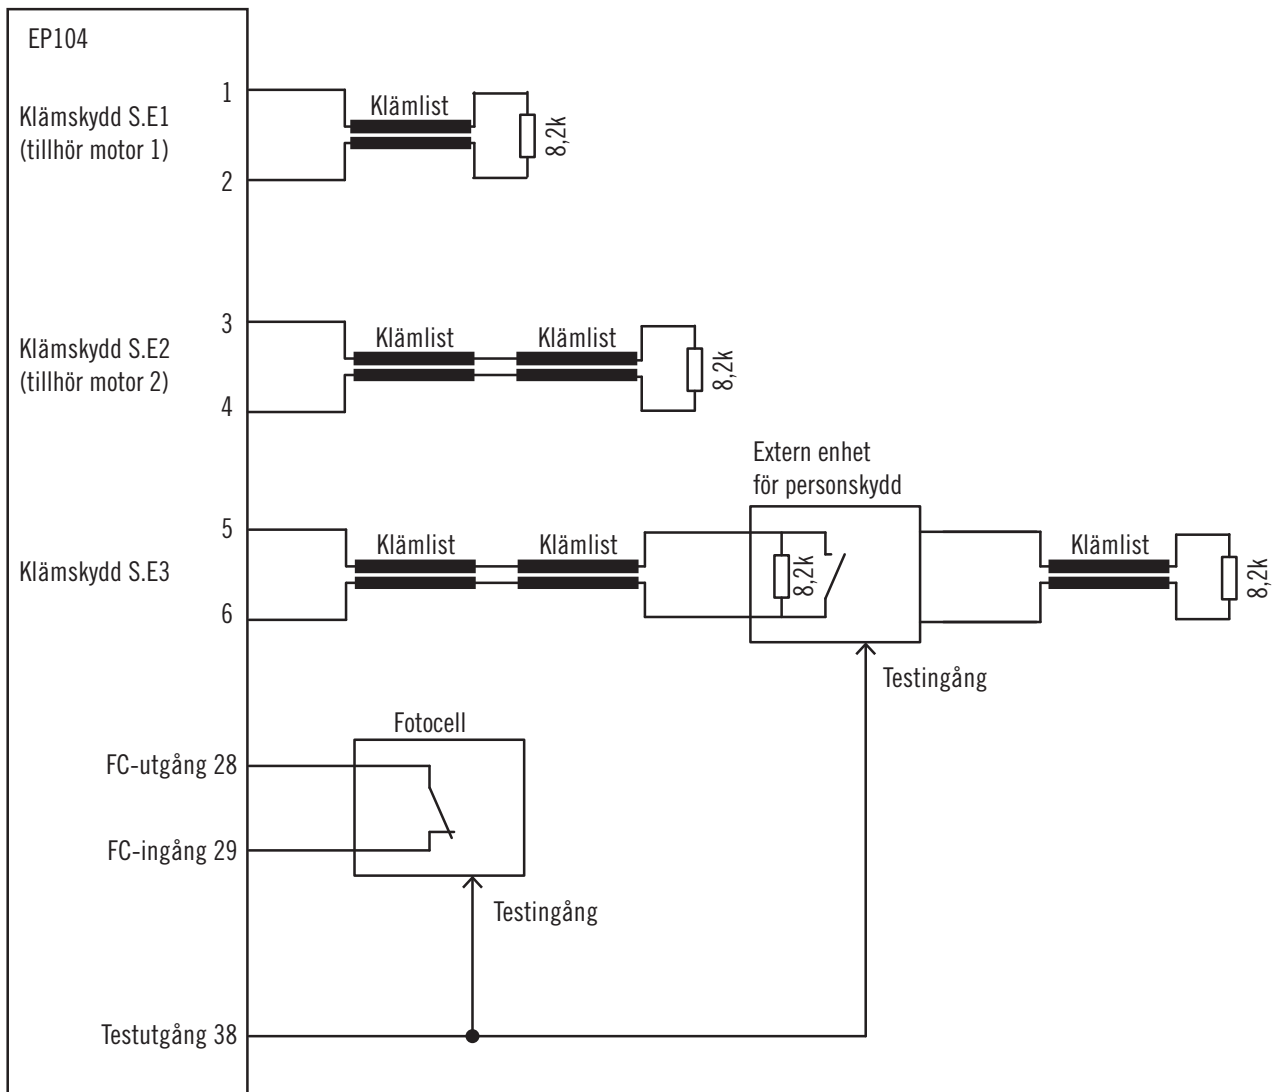 EP104
1
Klämskydd S.E1
(tillhör motor 1)
2
Klämlist
8,2k
3
Klämskydd S.E2
(tillhör motor 2)
4
Klämlist
Klämlist
8,2k
Extern enhet
för personskydd
5
Klämskydd S.E3
6
Klämlist
Klämlist
8,2k
Klämlist
8,2k
Testingång
Fotocell
FC-utgång 28
FC-ingång 29
Testingång
Testutgång 38